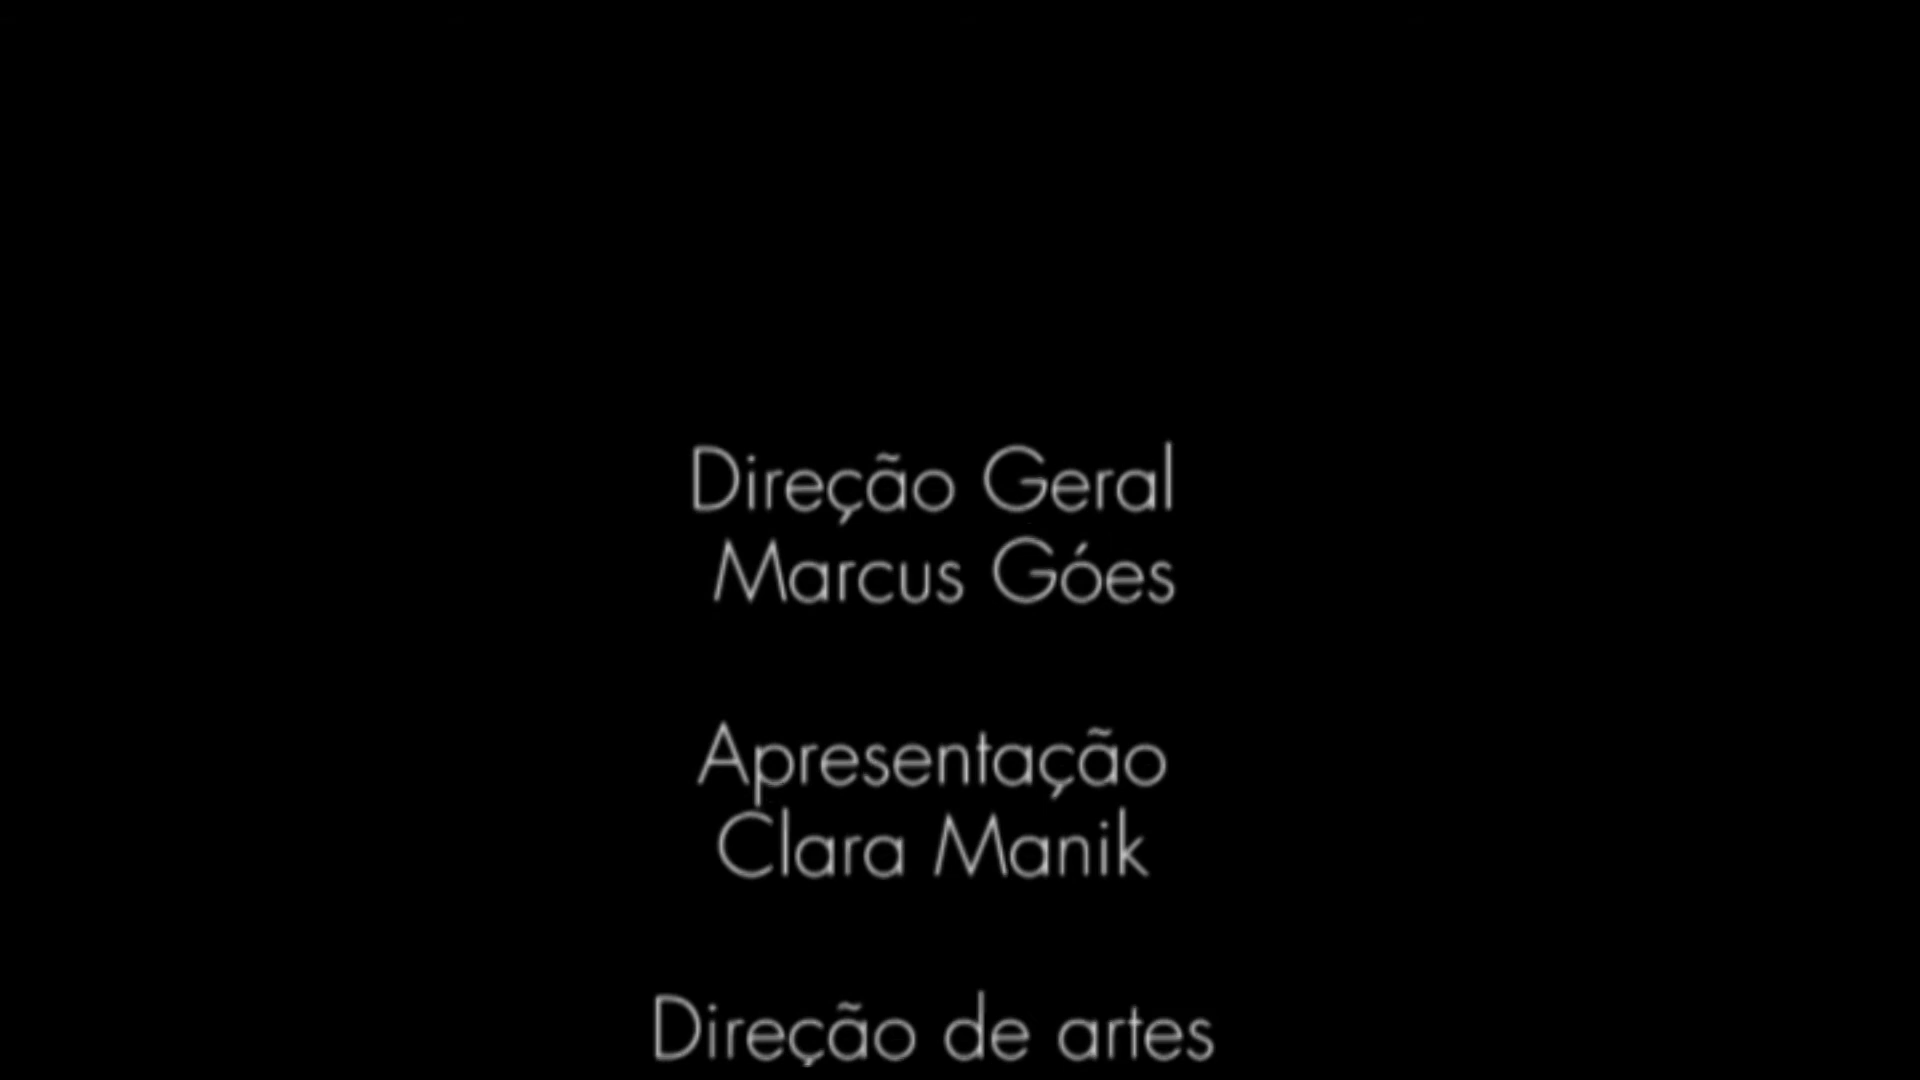 Direção Geral
Marcus Góes
Apresentação
Clara Manik
Direção de artes